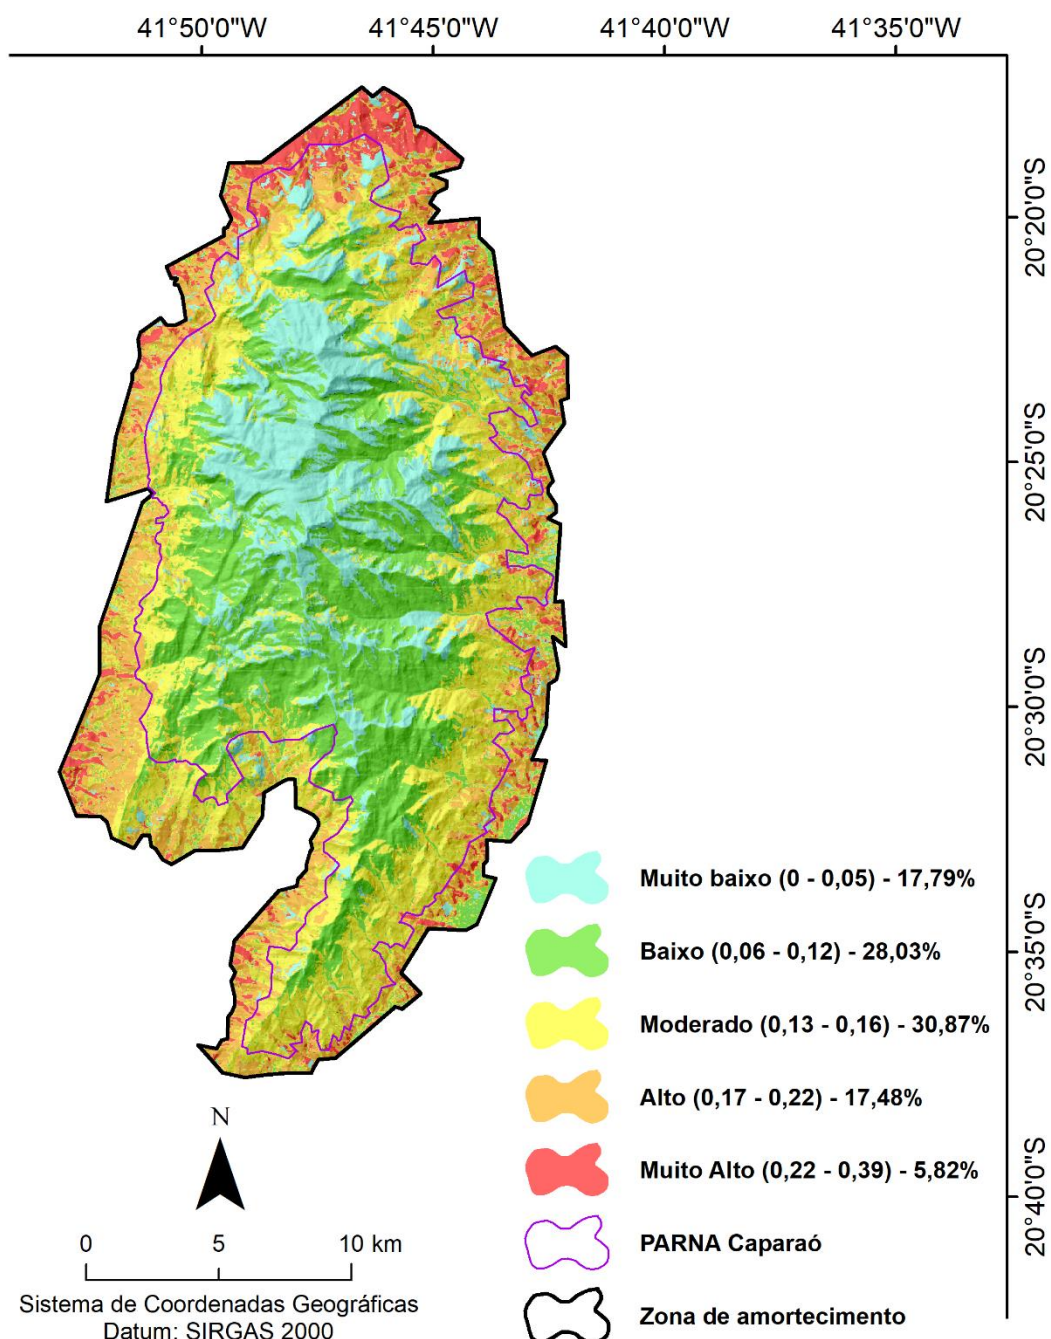 41°50'0"W 41°45'0"W 41°40'0"W 41°35'0"W
20°20'0"S
20°25'0"S
20°30'0"S
20°35'0"S
20°40'0"S
Muito baixo (0 - 0,05) - 17,79%
Baixo (0,06 - 0,12) - 28,03%
Moderado (0,13 - 0,16) - 30,87%
Alto (0,17 - 0,22) - 17,48%
Muito Alto (0,22 - 0,39) - 5,82%
PARNA Caparaó
Zona de amortecimento
N
0 5 10 km
Sistema de Coordenadas Geográficas
Datum: SIRGAS 2000